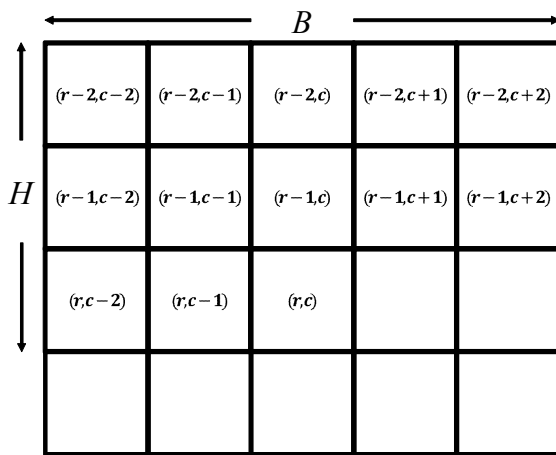 B
(r−2,c−2) (r−2,c−1) (r−2,c) (r−2,c+1) (r−2,c+2)
H
(r−1,c−2) (r−1,c−1) (r−1,c) (r−1,c+1) (r−1,c+2)
(r,c−2) (r,c−1) (r,c)